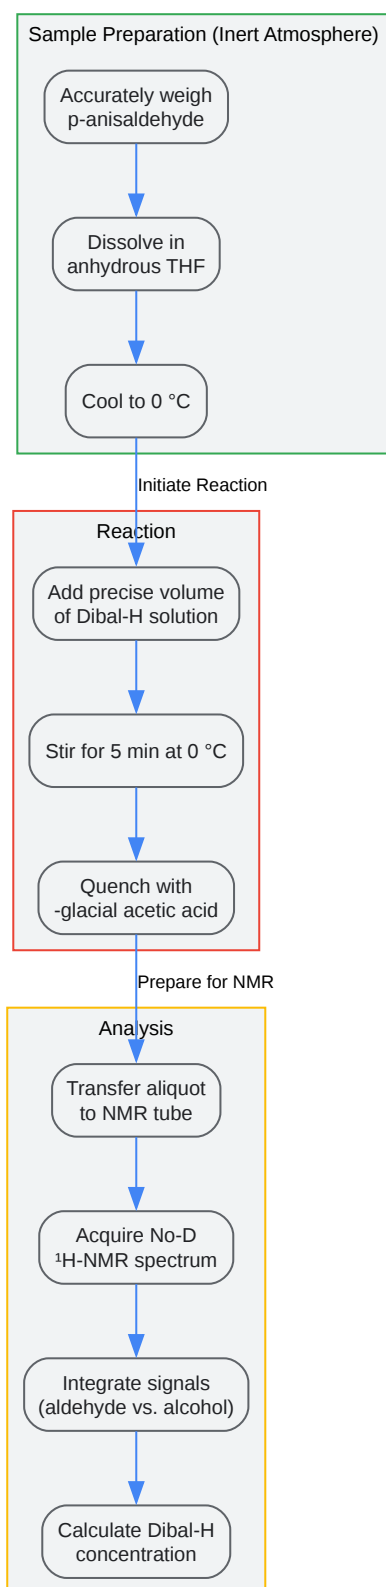 Sample Preparation (Inert Atmosphere)
Accurately weigh
p-anisaldehyde
Dissolve in
anhydrous THF
Cool to 0 °C
Initiate Reaction
Reaction
Add precise volume
of Dibal-H solution
Stir for 5 min at 0 °C
Quench with
-glacial acetic acid
Prepare for NMR
Analysis
Transfer aliquot
to NMR tube
Acquire No-D
¹H-NMR spectrum
Integrate signals
(aldehyde vs. alcohol)
Calculate Dibal-H
concentration